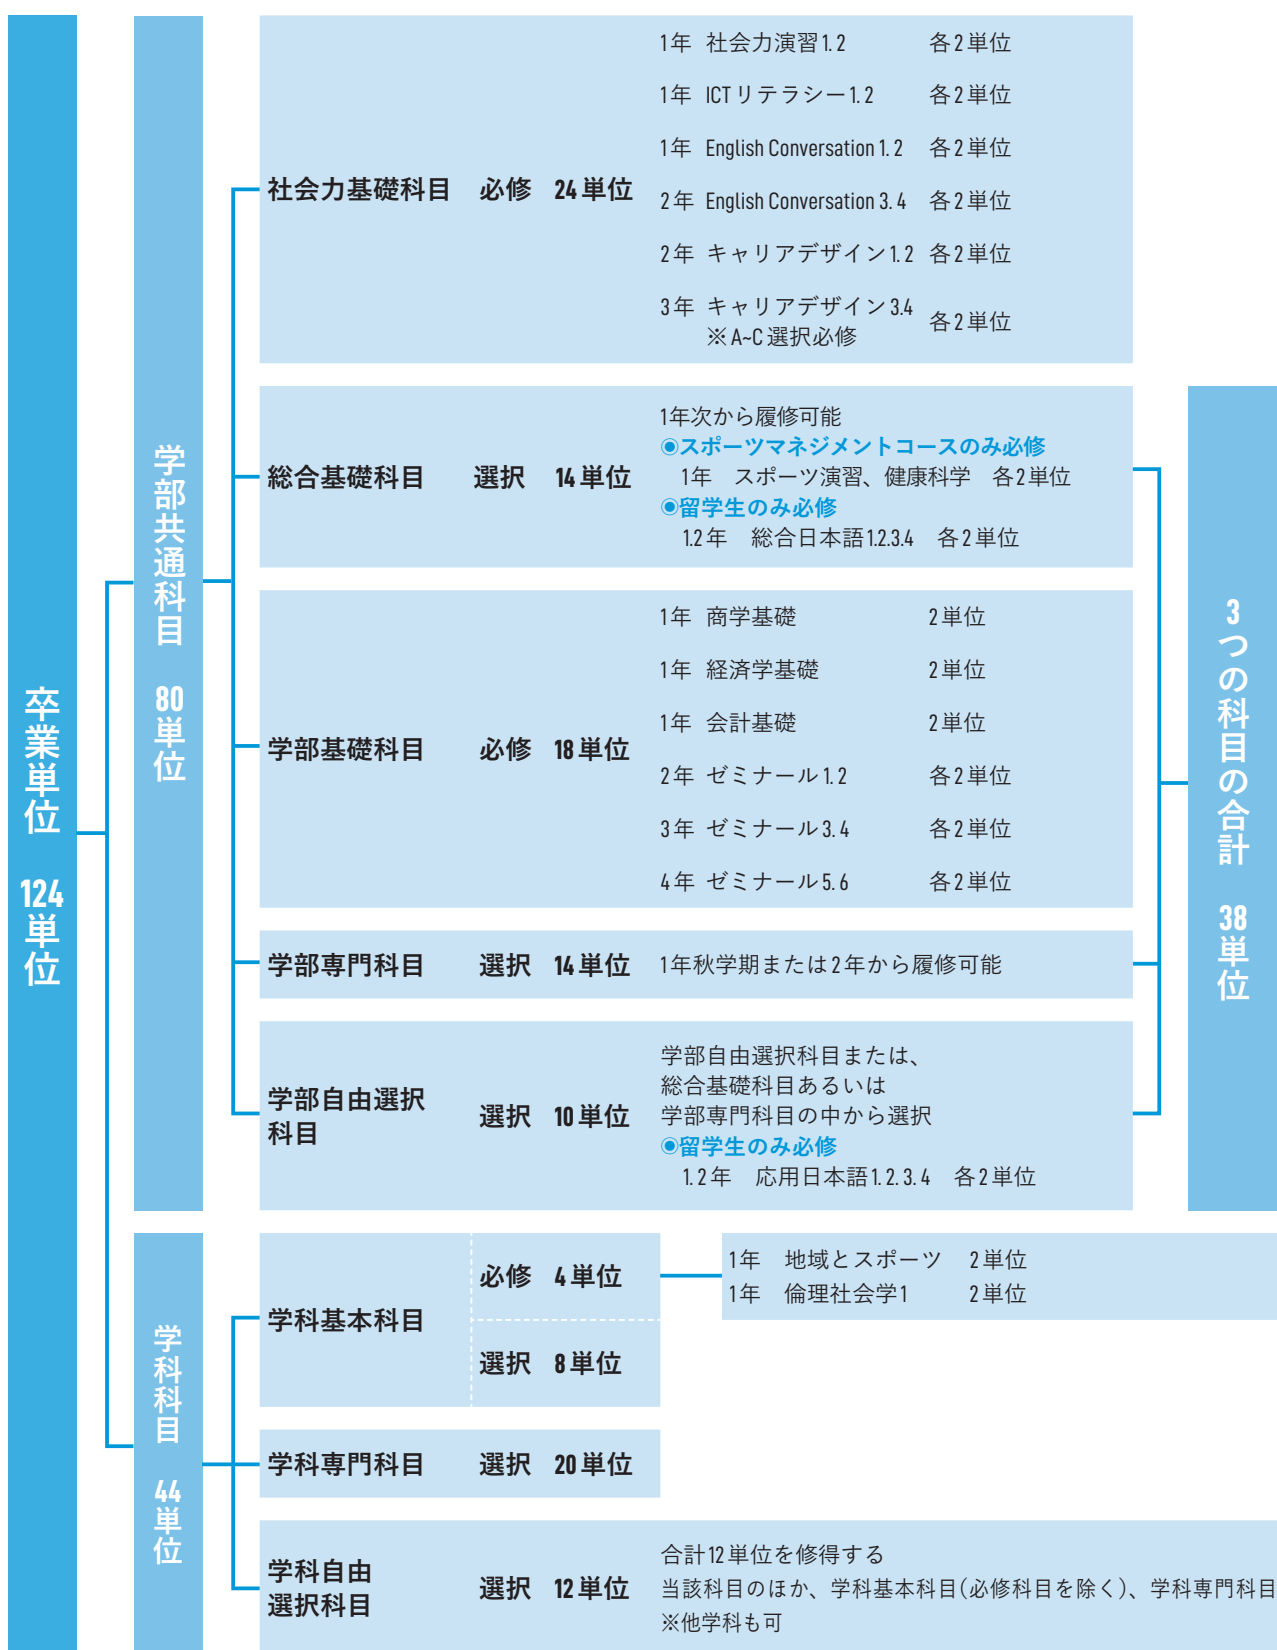 卒業単位 124単位
学部共通科目 80単位
社会力基礎科目 必修 24単位
1年 社会力演習1. 2 各2単位
1年 ICTリテラシー1. 2 各2単位
1年 English Conversation 1. 2 各2単位
2年 English Conversation 3. 4 各2単位
2年 キャリアデザイン1. 2 各2単位
3年 キャリアデザイン3.4 各2単位
※A~C選択必修
総合基礎科目 選択 14単位
1年次から履修可能
◉スポーツマネジメントコースのみ必修
1年 スポーツ演習、健康科学 各2単位
◉留学生のみ必修
1.2年 総合日本語1.2.3.4 各2単位
学部基礎科目 必修 18単位
1年 商学基礎 2単位
1年 経済学基礎 2単位
1年 会計基礎 2単位
2年 ゼミナール1. 2 各2単位
3年 ゼミナール3. 4 各2単位
4年 ゼミナール5. 6 各2単位
学部専門科目 選択 14単位 1年秋学期または2年から履修可能
学部自由選択
科目
選択 10単位
学部自由選択科目または、
総合基礎科目あるいは
学部専門科目の中から選択
◉留学生のみ必修
1. 2年 応用日本語1. 2. 3. 4 各2単位
3つの科目の合計 38単位
学科科目 44単位
学科基本科目
必修 4単位
1年 地域とスポーツ 2単位
1年 倫理社会学1 2単位
選択 8単位
学科専門科目 選択 20単位
学科自由
選択科目
選択 12単位
合計12単位を修得する
当該科目のほか、学科基本科目(必修科目を除く)、学科専門科目
※他学科も可